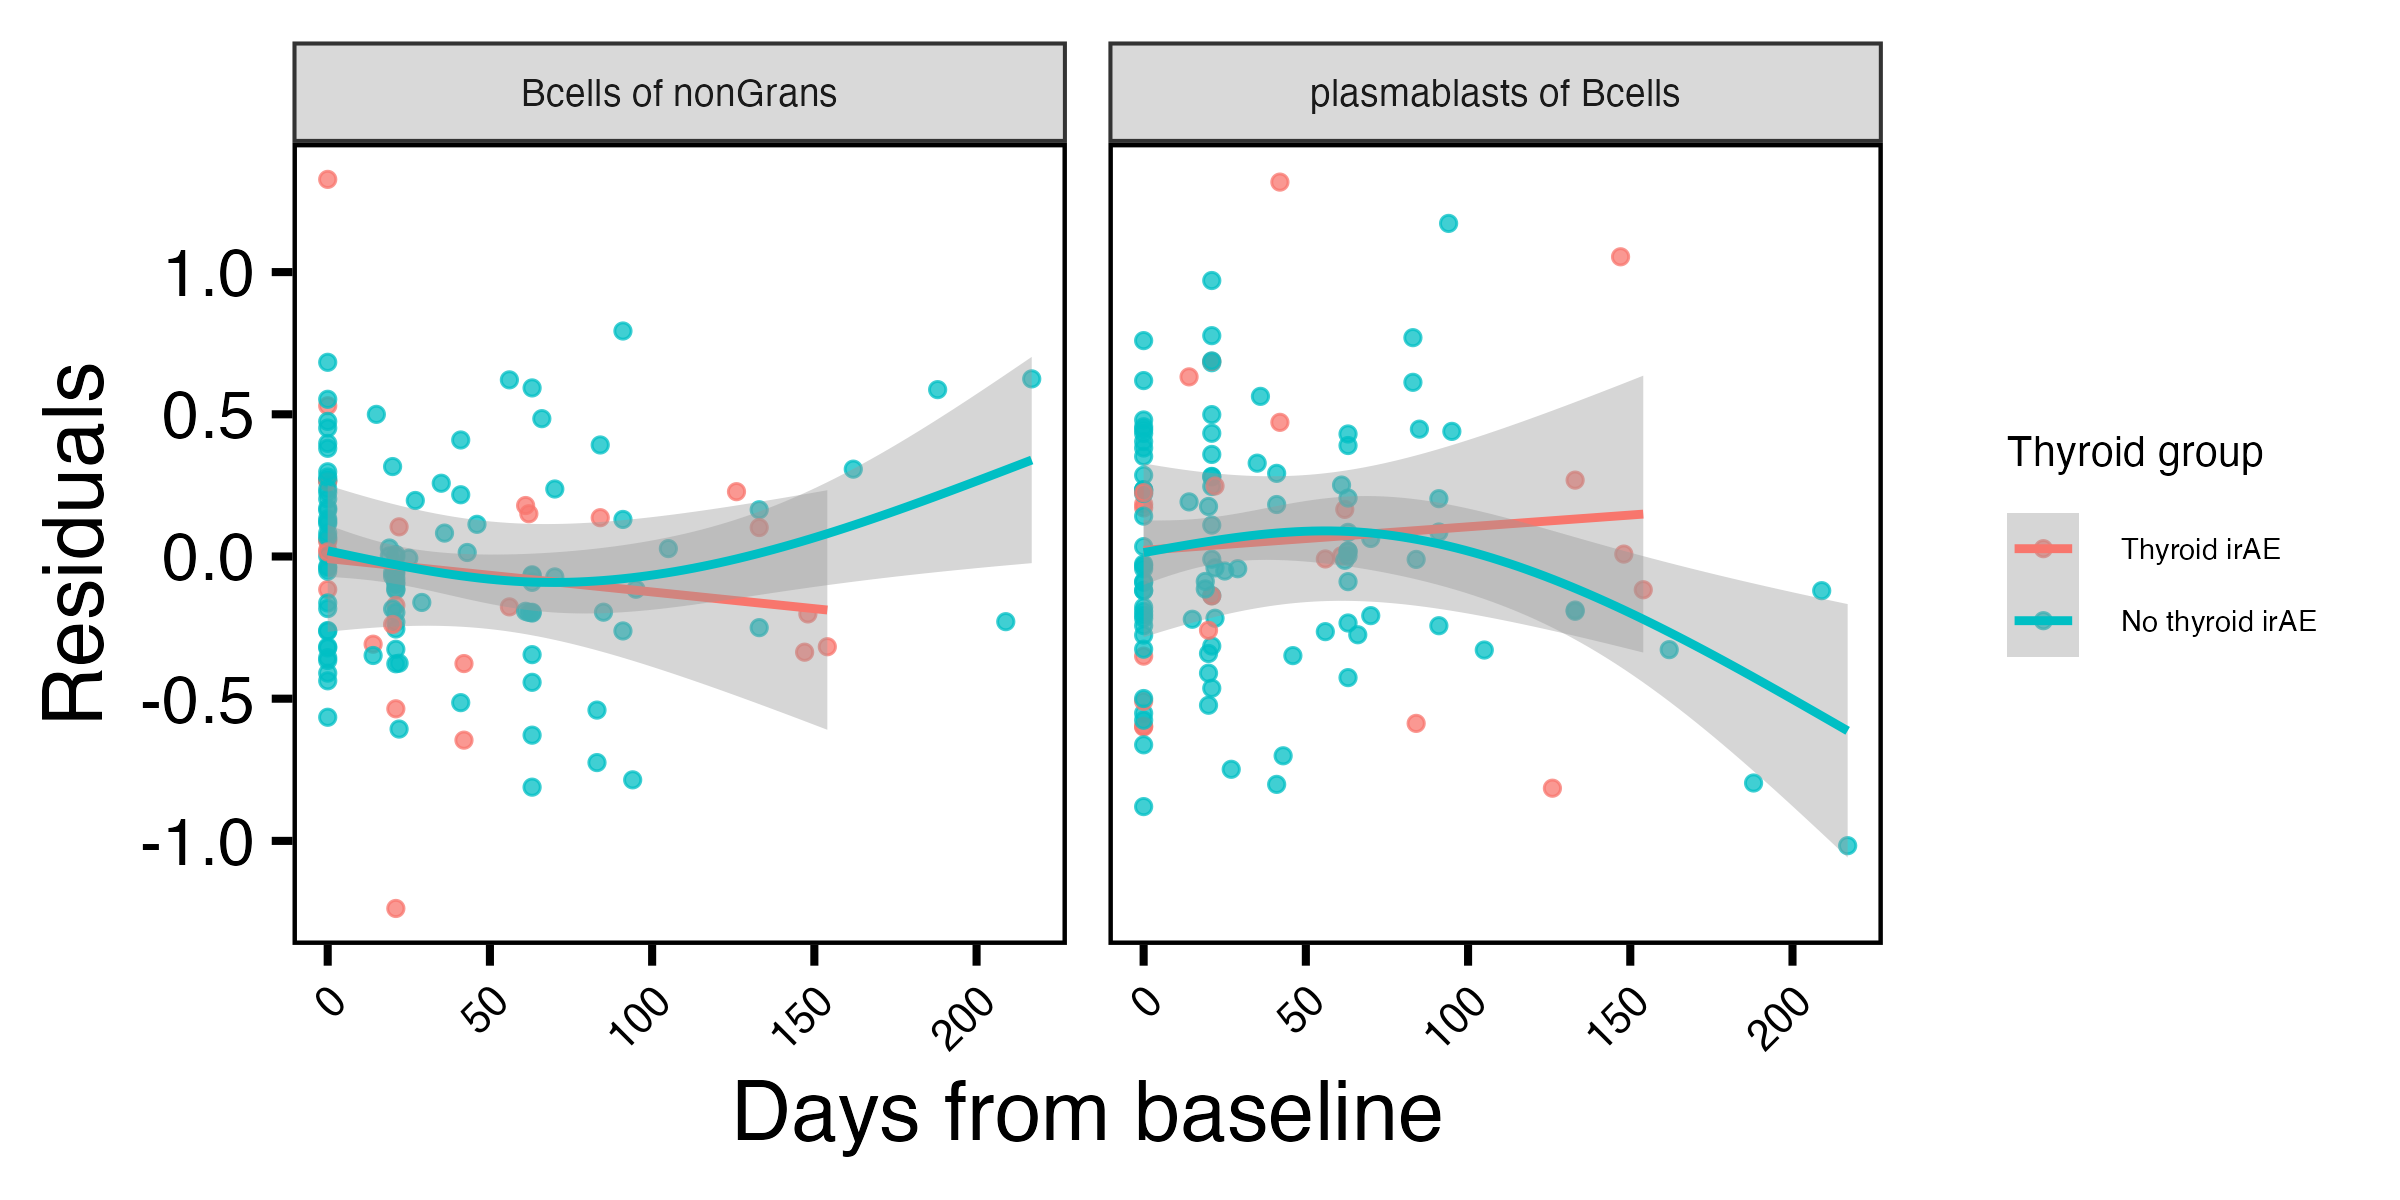 Bcells of nonGrans
plasmablasts of Bcells
Residuals
1.0
0.5
0.0
-0.5
-1.0
0
50
100
150
200
0
50
100
150
200
Days from baseline
Thyroid group
Thyroid irAE
No thyroid irAE